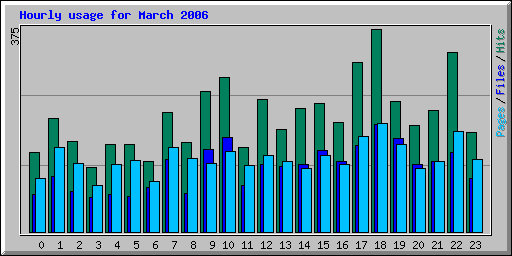 Hourly usage for March 2006
375
Pages / Files / Hits
0 1 2 3 4 5 6 7 8 9 10 11 12 13 14 15 16 17 18 19 20 21 22 23